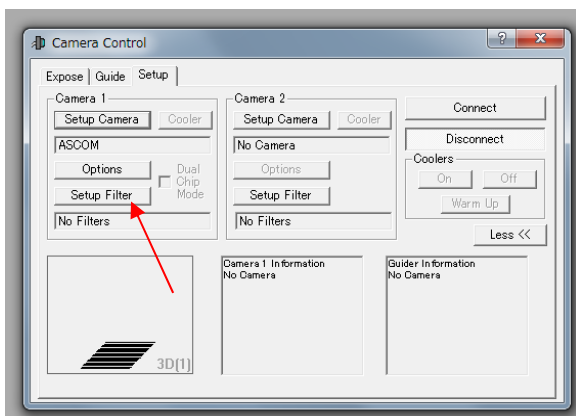 Camera Control
Expose Guide Setup
Camera 1
Setup Camera Cooler
ASCOM
Options
Dual
Chip
Mode
Setup Filter
No Filters
Camera 2
Setup Camera Cooler
No Camera
Options
Setup Filter
No Filters
Connect
Disconnect
Coolers
On Off
Warm Up
Less <<
3D(1)
Camera 1 Information
No Camera
Guider Information
No Camera